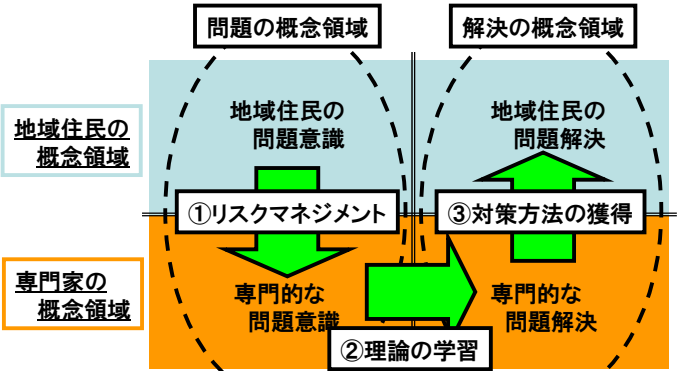 問題の概念領域
解決の概念領域
地域住民の
概念領域
地域住民の
問題意識
地域住民の
問題解決
①リスクマネジメント
③対策方法の獲得
専門家の
概念領域
専門的な
問題意識
専門的な
問題解決
②理論の学習